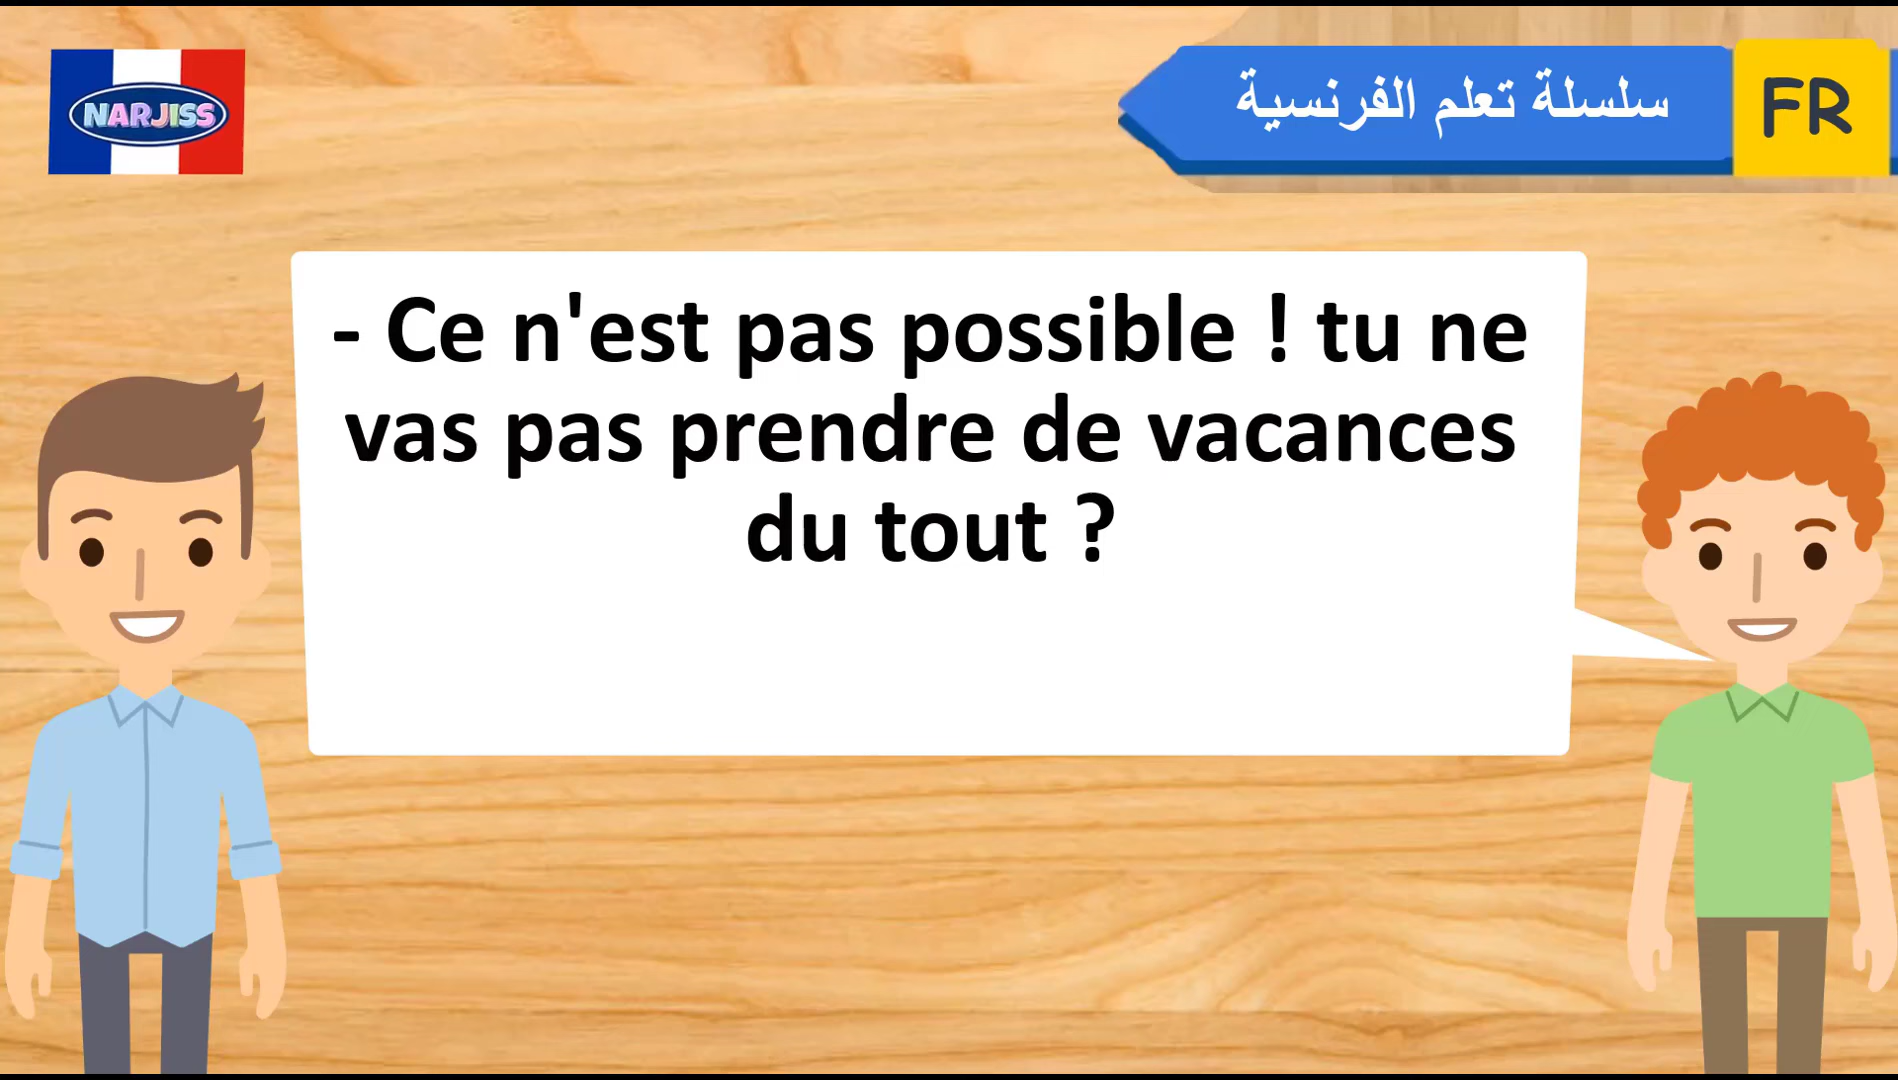 NARJISS
سلسلة تعلم الفرنسية
FR
- Ce n'est pas possible ! tu ne
vas pas prendre de vacances
du tout ?